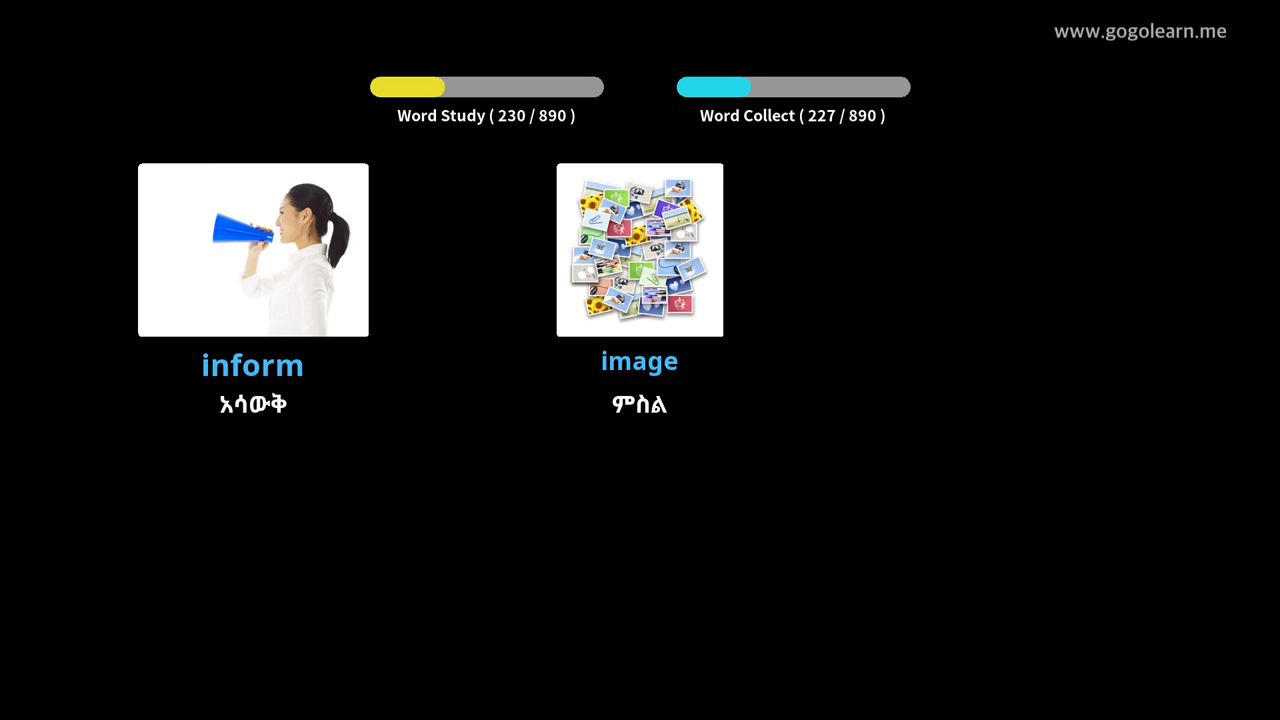 www.gogolearn.me
Word Study ( 230 / 890 )
Word Collect ( 227 / 890 )
inform
አሳውቅ
image
ምስል